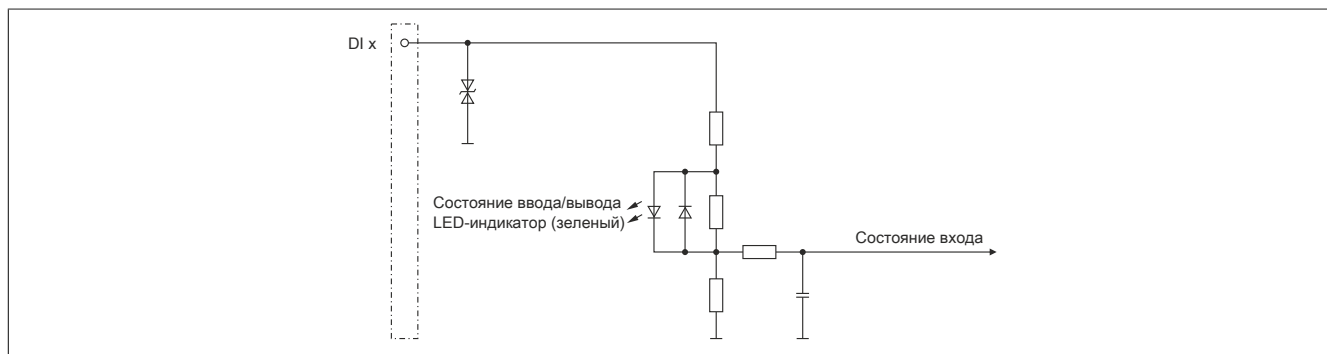 DI x
Состояние ввода/вывода
LED-индикатор (зеленый)
Состояние входа